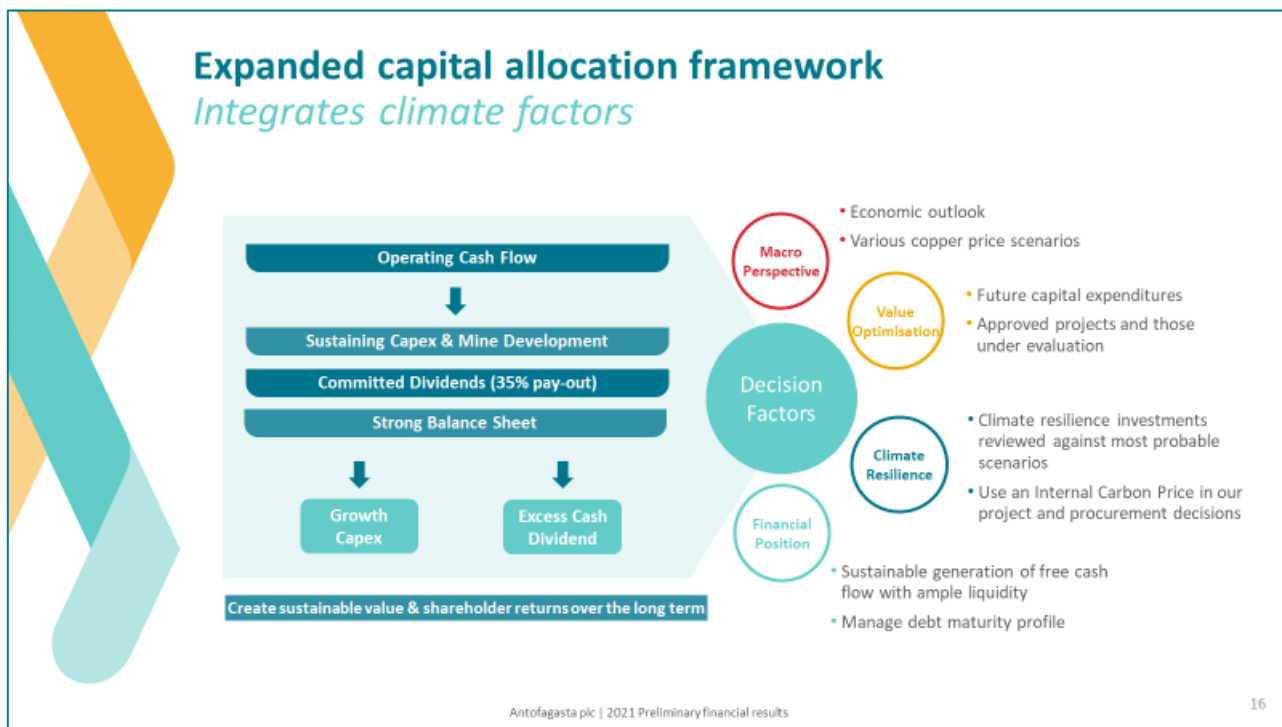 Expanded capital allocation framework
Integrates climate factors
Operating Cash Flow
Sustaining Capex & Mine Development
Committed Dividends (35% pay-out)
Strong Balance Sheet
Growth
Capex
Excess Cash
Dividend
Create sustainable value & shareholder returns over the long term
Decision
Factors
Macro
Perspective
• Economic outlook
• Various copper price scenarios
Value
Optimisation
• Future capital expenditures
• Approved projects and those
under evaluation
Climate
Resilience
• Climate resilience investments
reviewed against most probable
scenarios
• Use an Internal Carbon Price in our
project and procurement decisions
Financial
Position
• Sustainable generation of free cash
flow with ample liquidity
• Manage debt maturity profile
Antofagasta plc | 2021 Preliminary financial results
16